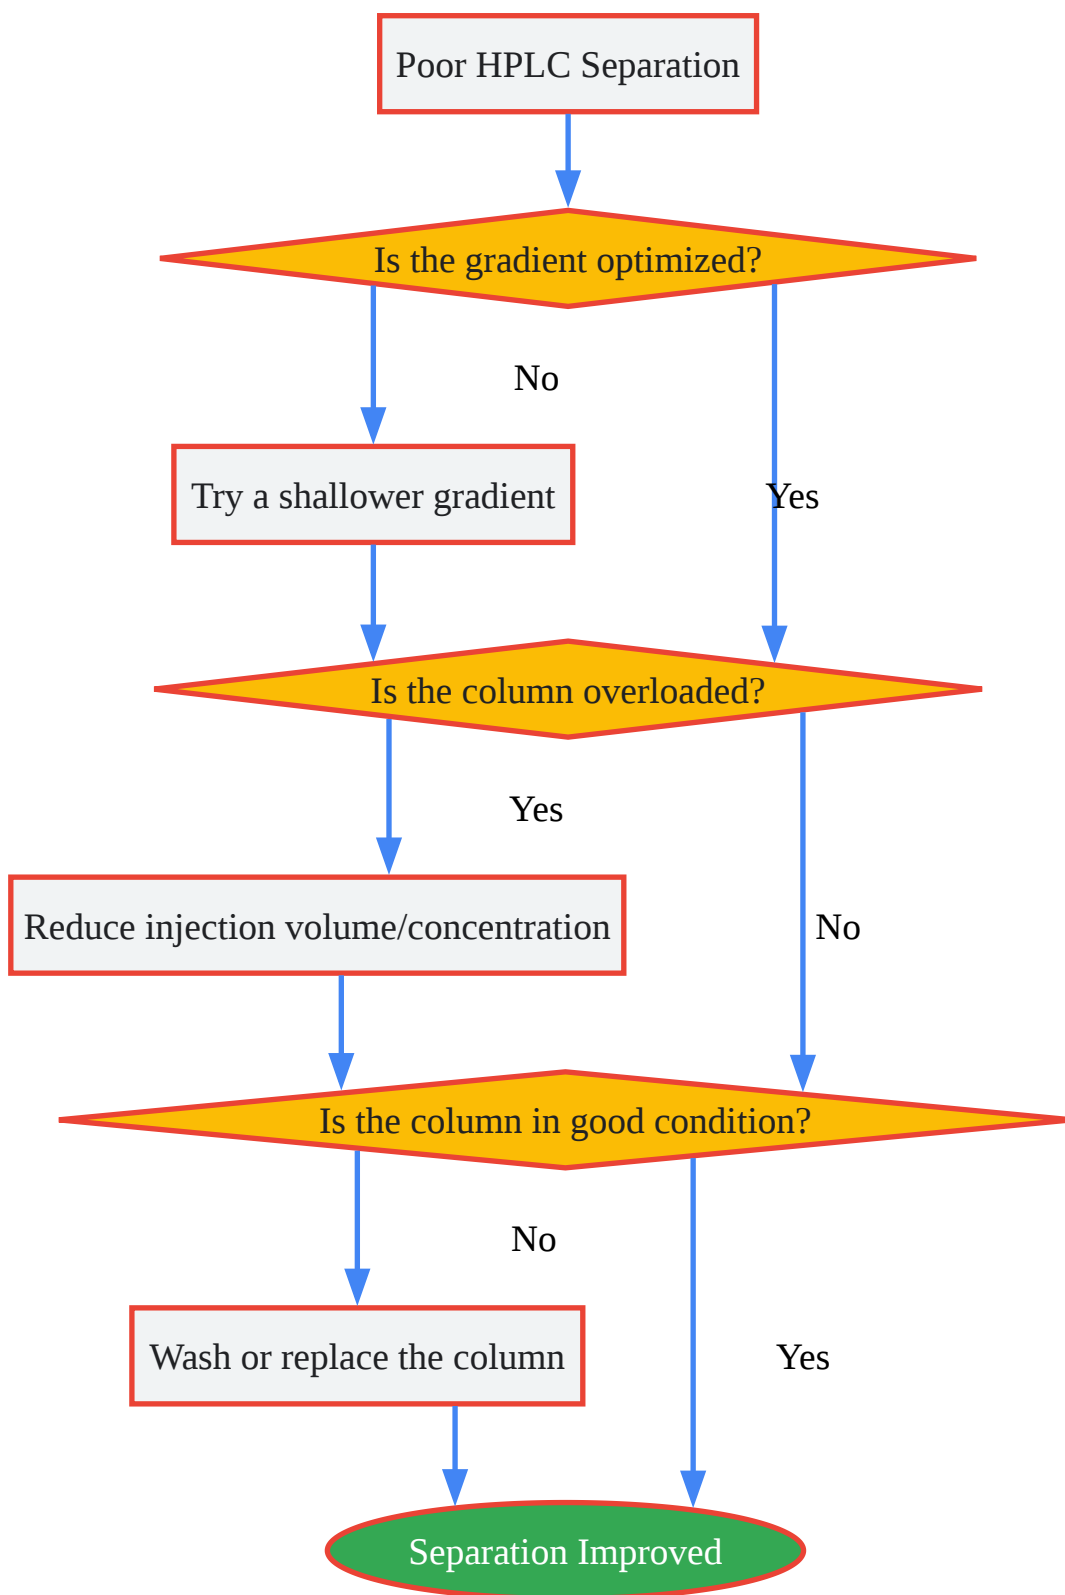 Poor HPLC Separation
Is the gradient optimized?
No
Try a shallower gradient
Yes
Is the column overloaded?
Yes
Reduce injection volume/concentration
No
Is the column in good condition?
No
Wash or replace the column
Yes
Separation Improved